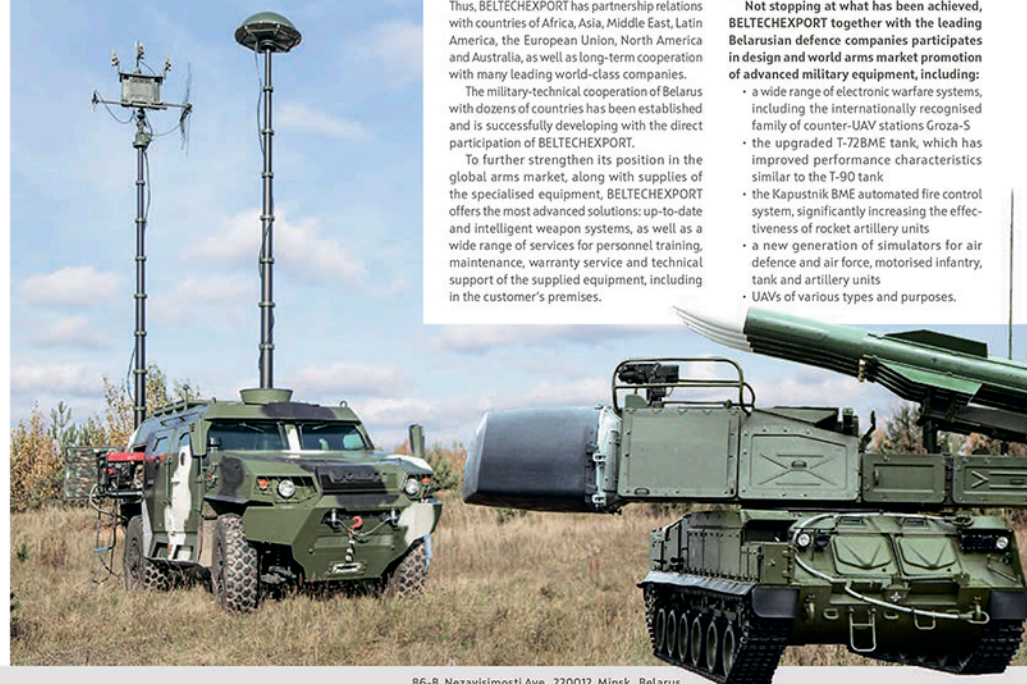 Thus, BELTECHEXPORT has partnership relations
with countries of Africa, Asia, Middle East, Latin
America, the European Union, North America
and Australia, as well as long-term cooperation
with many leading world-class companies.
The military-technical cooperation of Belarus
with dozens of countries has been established
and is successfully developing with the direct
participation of BELTECHEXPORT.
To further strengthen its position in the
global arms market, along with supplies of
the specialised equipment, BELTECHEXPORT
offers the most advanced solutions: up-to-date
and intelligent weapon systems, as well as a
wide range of services for personnel training,
maintenance, warranty service and technical
support of the supplied equipment, including
in the customer's premises.
Not stopping at what has been achieved,
BELTECHEXPORT together with the leading
Belarusian defence companies participates
in design and world arms market promotion
of advanced military equipment, including:
• a wide range of electronic warfare systems,
including the internationally recognised
family of counter-UAV stations Groza-S
• the upgraded T-72BME tank, which has
improved performance characteristics
similar to the T-90 tank
• the Kapustnik BME automated fire control
system, significantly increasing the effec-
tiveness of rocket artillery units
• a new generation of simulators for air
defence and air force, motorised infantry,
tank and artillery units
• UAVs of various types and purposes.
86-B, Nezavisimosti Ave., 220012, Minsk, Belarus